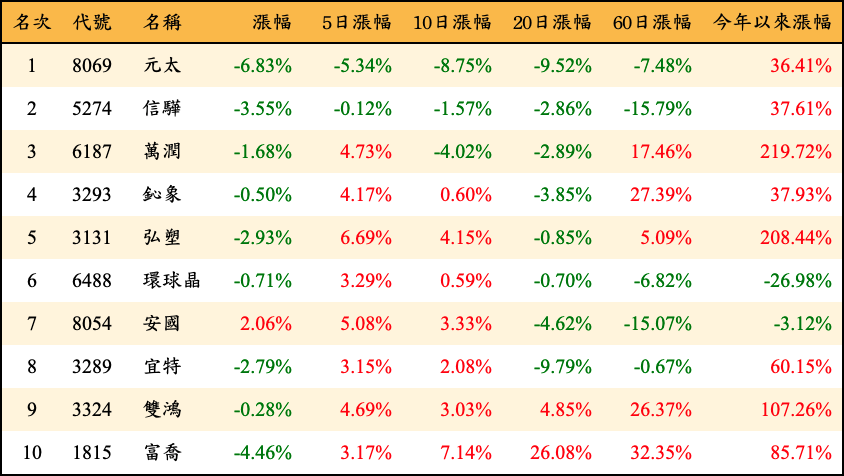 名次 代號 名稱 漲幅 5日漲幅 10日漲幅 20日漲幅 60日漲幅 今年以來漲幅
1 8069 元太 -6.83% -5.34% -8.75% -9.52% -7.48% 36.41%
2 5274 信驊 -3.55% -0.12% -1.57% -2.86% -15.79% 37.61%
3 6187 萬潤 -1.68% 4.73% -4.02% -2.89% 17.46% 219.72%
4 3293 鈊象 -0.50% 4.17% 0.60% -3.85% 27.39% 37.93%
5 3131 弘塑 -2.93% 6.69% 4.15% -0.85% 5.09% 208.44%
6 6488 環球晶 -0.71% 3.29% 0.59% -0.70% -6.82% -26.98%
7 8054 安國 2.06% 5.08% 3.33% -4.62% -15.07% -3.12%
8 3289 宜特 -2.79% 3.15% 2.08% -9.79% -0.67% 60.15%
9 3324 雙鴻 -0.28% 4.69% 3.03% 4.85% 26.37% 107.26%
10 1815 富喬 -4.46% 3.17% 7.14% 26.08% 32.35% 85.71%